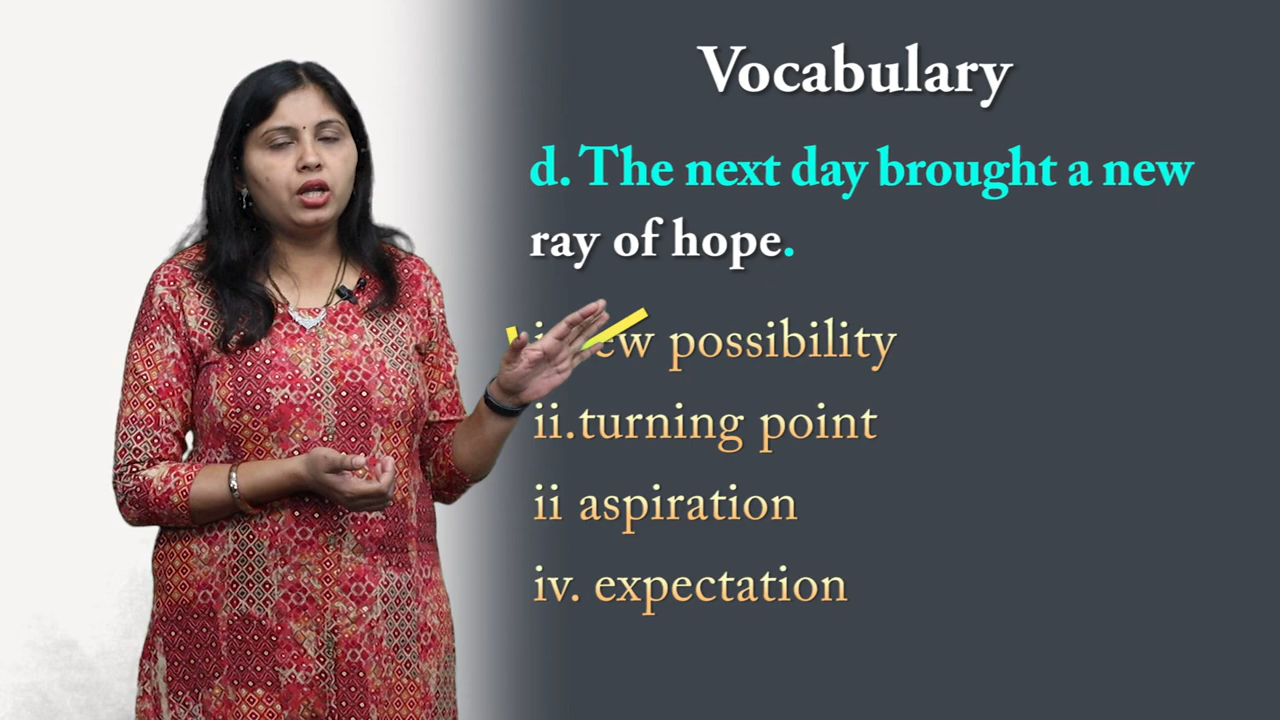 Vocabulary
d. The next day brought a new
ray of hope.
possibility
ii.turning point
ii aspiration
iv. expectation